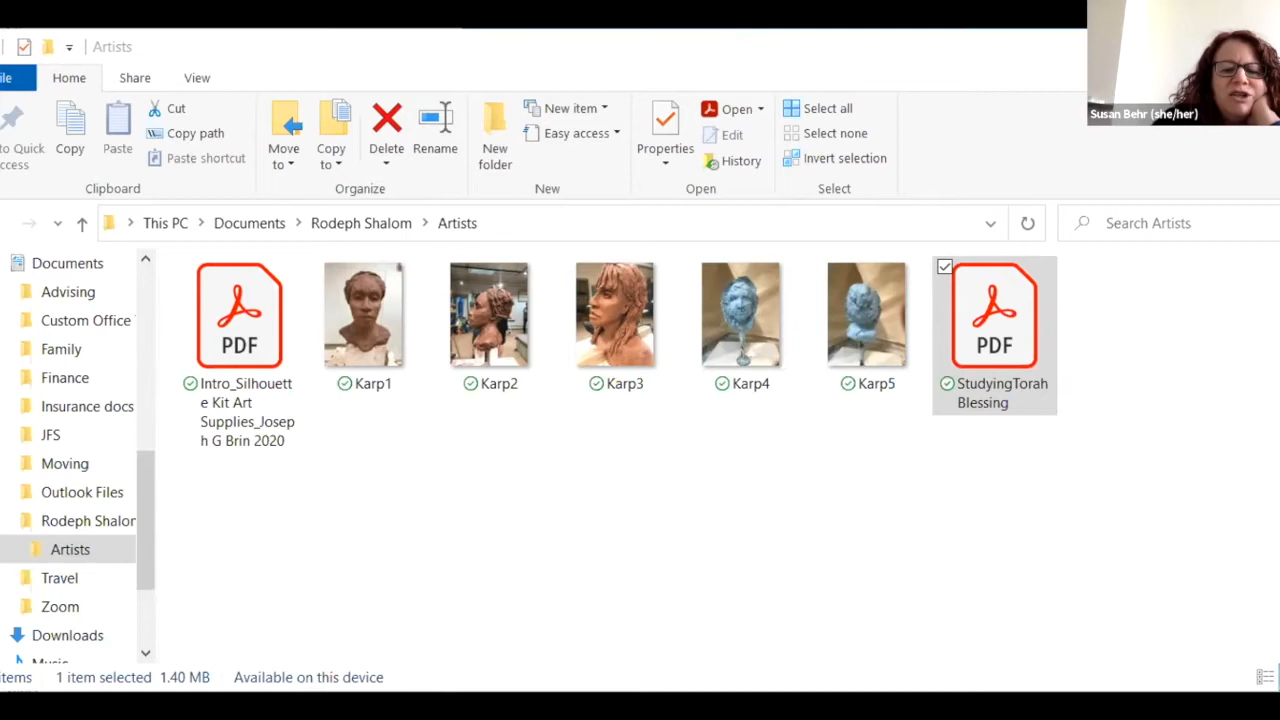 Artists
Susan Behr (she/her)
ile
Home
Share
View
to Quick
ccess
Copy
Paste
Cut
Copy path
Paste shortcut
Clipboard
Move
to
Copy
to
Delete
Rename
Organize
New
folder
New item
Easy access
New
Properties
Open
Edit
History
Open
Select all
Select none
Invert selection
Select
This PC > Documents > Rodeph Shalom > Artists
Search Artists
Documents
Advising
Custom Office
Family
Finance
Insurance docs
JFS
Moving
Outlook Files
Rodeph Shalom
Artists
Travel
Zoom
Downloads
Music
PDF
Intro_Silhouett
e Kit Art
Supplies_Josep
h G Brin 2020
Karp1
Karp2
Karp3
Karp4
Karp5
PDF
StudyingTorah
Blessing
items
1 item selected 1.40 MB
Available on this device